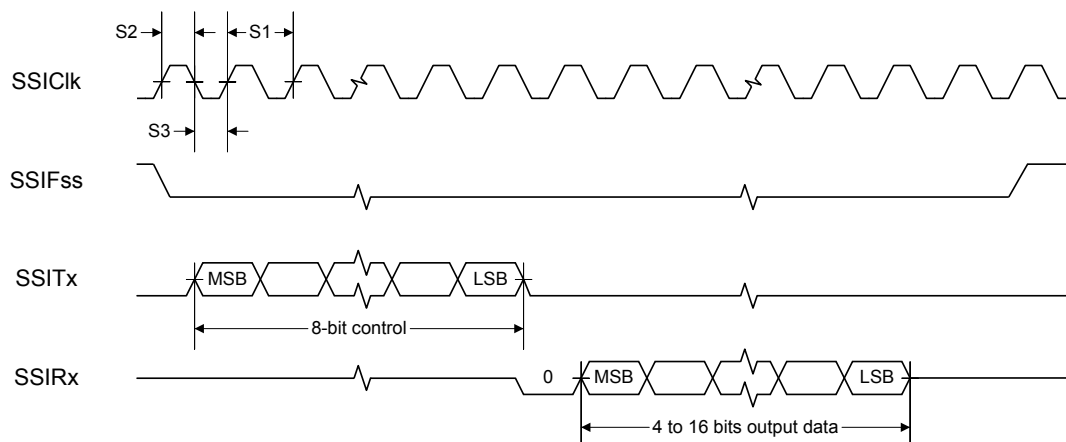 S2
S1
SSIClk
S3
SSIFss
SSITx
MSB
LSB
8-bit control
SSIRx
0
MSB
LSB
4 to 16 bits output data